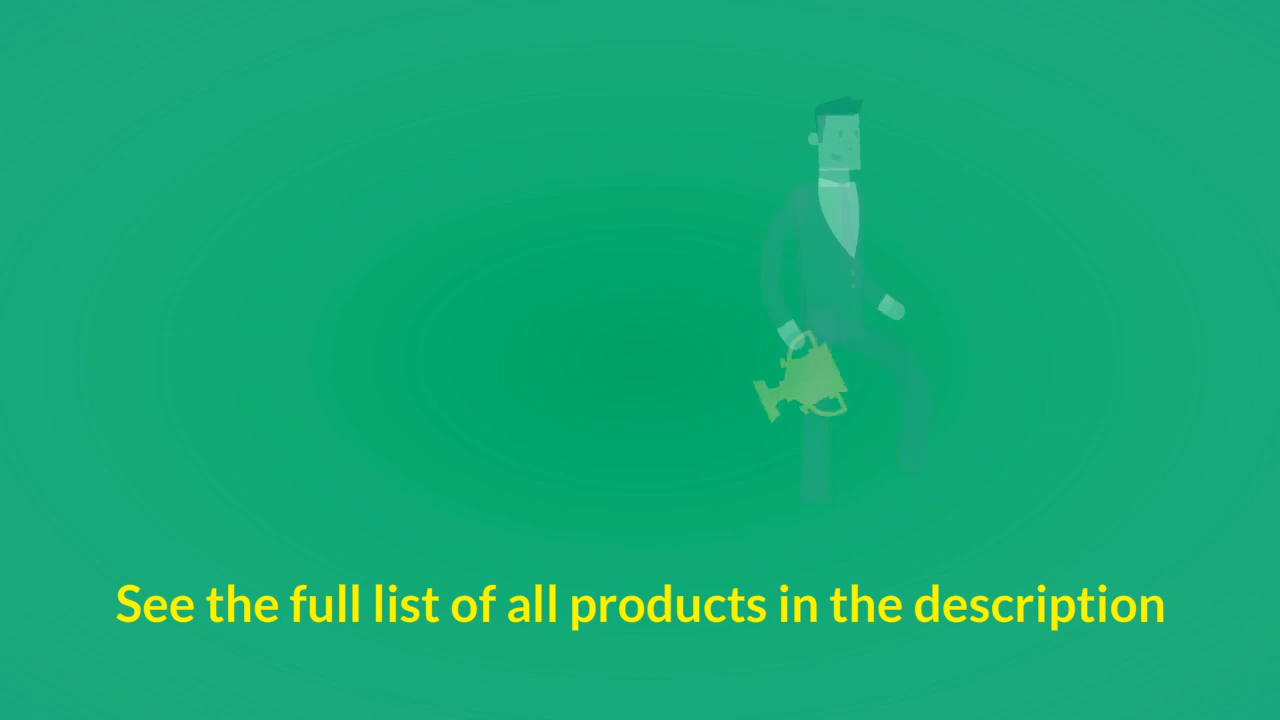 See the full list of all products in the description